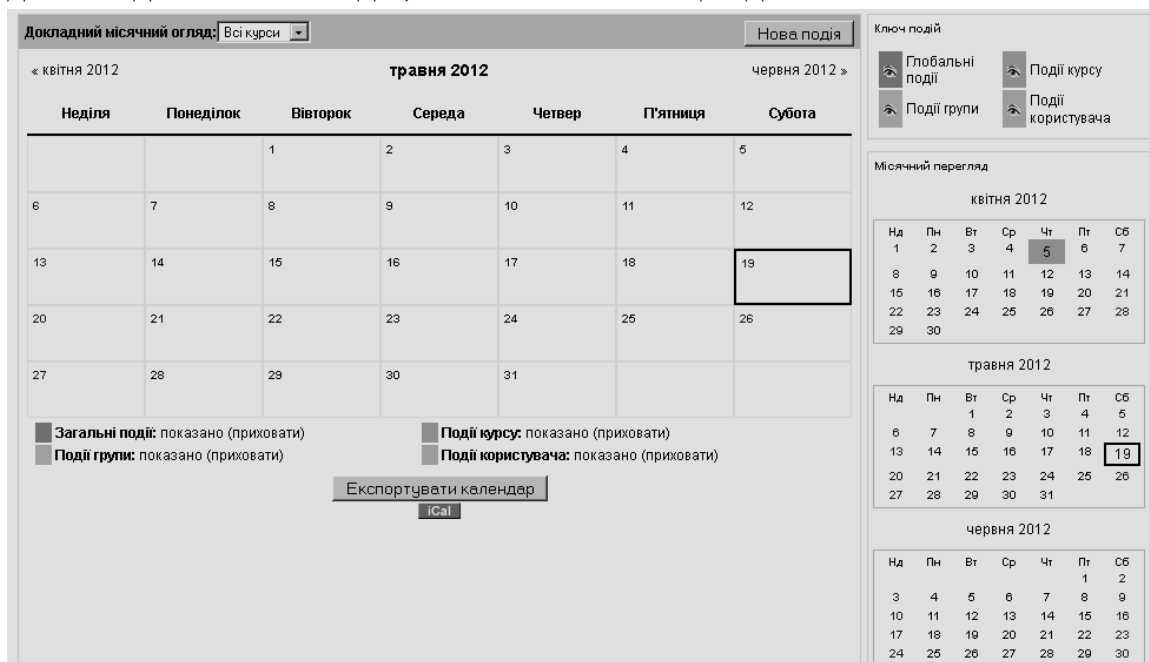 Докладний місячний огляд: Всі курси
Нова подія
« квітня 2012 травня 2012 червня 2012 »
Неділя Понеділок Вівторок Середа Четвер П'ятниця Субота
1 2 3 4 5
6 7 8 9 10 11 12
13 14 15 16 17 18 19
20 21 22 23 24 25 26
27 28 29 30 31
Загальні події: показано (приховати) Події курсу: показано (приховати)
Події групи: показано (приховати) Події користувача: показано (приховати)
Експортувати календар
iCal
Ключ подій
Глобальні події
Події курсу
Події групи
Події користувача
Місячний перегляд
квітня 2012
Нд Пн Вт Ср Чт Пт Сб
1 2 3 4 5 6 7
8 9 10 11 12 13 14
15 16 17 18 19 20 21
22 23 24 25 26 27 28
29 30
травня 2012
Нд Пн Вт Ср Чт Пт Сб
1 2 3 4 5
6 7 8 9 10 11 12
13 14 15 16 17 18 19
20 21 22 23 24 25 26
27 28 29 30 31
червня 2012
Нд Пн Вт Ср Чт Пт Сб
1 2
3 4 5 6 7 8 9
10 11 12 13 14 15 16
17 18 19 20 21 22 23
24 25 26 27 28 29 30